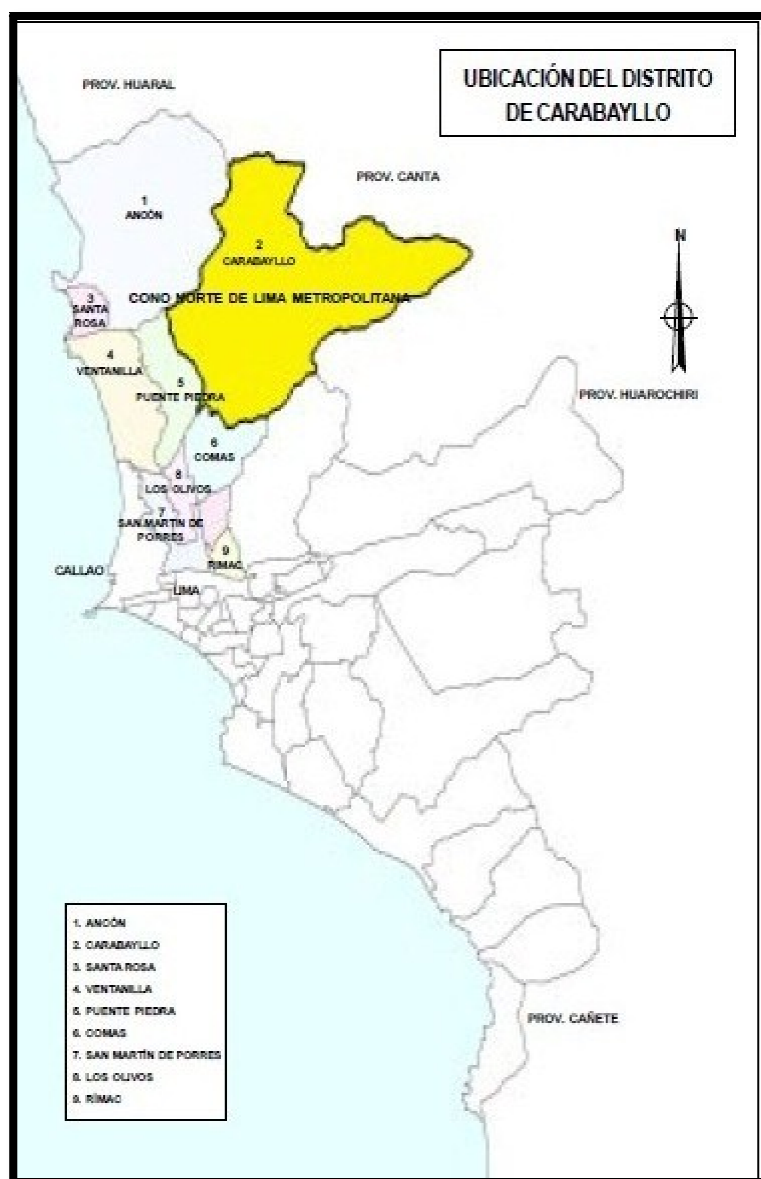 UBICACIÓN DEL DISTRITO
DE CARABAYLLO
PROV. HUARAL
PROV. CANTA
1
ANCÓN
2
CARABAYLLO
N
CONO NORTE DE LIMA METROPOLITANA
3
SANTA
ROSA
4
VENTANILLA
5
PUENTE PIEDRA
PROV. HUAROCHIRI
6
COMAS
8
LOS OLIVOS
7
SAN MARTÍN DE
PORRES
9
RÍMAC
CALLAO
LIMA
1. ANCÓN
2. CARABAYLLO
3. SANTA ROSA
4. VENTANILLA
5. PUENTE PIEDRA
6. COMAS
7. SAN MARTÍN DE PORRES
8. LOS OLIVOS
9. RÍMAC
PROV. CAÑETE